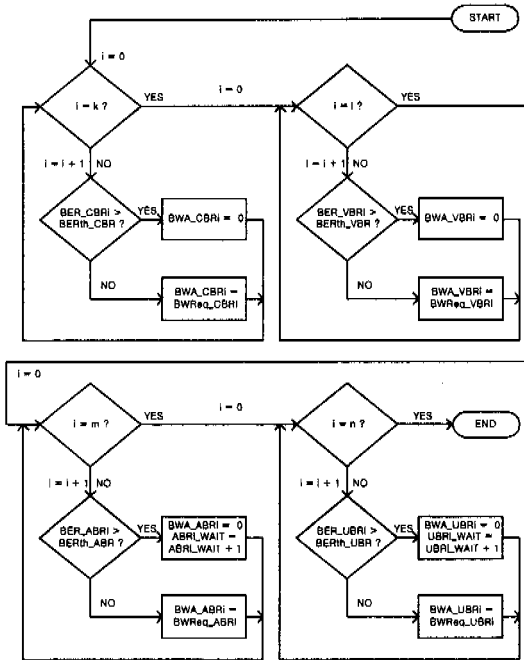 START
i = 0
i = k ?
YES
i = 0
i = l ?
YES
i = i + 1
NO
i = i + 1
NO
BER_CBRi >
BERth_CBR ?
YES
BWA_CBRi = 0
BER_VBRi >
BERth_VBR ?
YES
BWA_VBRi = 0
NO
BWA_CBRi =
BWReq_CBRi
NO
BWA_VBRi =
BWReq_VBRi
i = 0
i = m ?
YES
i = 0
i = n ?
YES
END
i = i + 1
NO
i = i + 1
NO
BER_ABRi >
BERth_ABR ?
YES
BWA_ABRi = 0
ABRi_WAIT =
ABRi_WAIT + 1
BER_UBRi >
BERth_UBR ?
YES
BWA_UBRi = 0
UBRi_WAIT =
UBRi_WAIT + 1
NO
BWA_ABRi =
BWReq_ABRi
NO
BWA_UBRi =
BWReq_UBRi